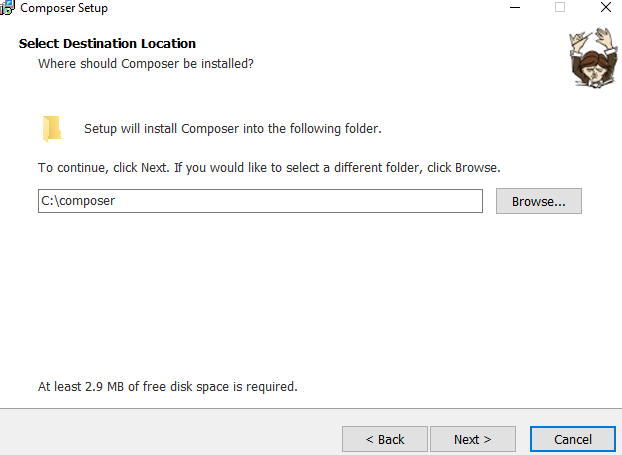 Composer Setup
Select Destination Location
Where should Composer be installed?
Setup will install Composer into the following folder.
To continue, click Next. If you would like to select a different folder, click Browse.
C:\composer
Browse...
At least 2.9 MB of free disk space is required.
< Back
Next >
Cancel